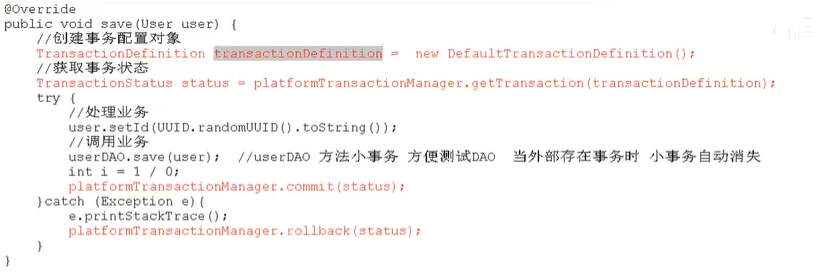 @Override
public void save(User user) {
    //创建事务配置对象
    TransactionDefinition transactionDefinition =  new DefaultTransactionDefinition();
    //获取事务状态
    TransactionStatus status = platformTransactionManager.getTransaction(transactionDefinition);
    try {
        //处理业务
        user.setId(UUID.randomUUID().toString());
        //调用业务
        userDAO.save(user);  //userDAO 方法小事务 方便测试DAO  当外部存在事务时 小事务自动消失
        int i = 1 / 0;
        platformTransactionManager.commit(status);
    }catch (Exception e){
        e.printStackTrace();
        platformTransactionManager.rollback(status);
    }
}